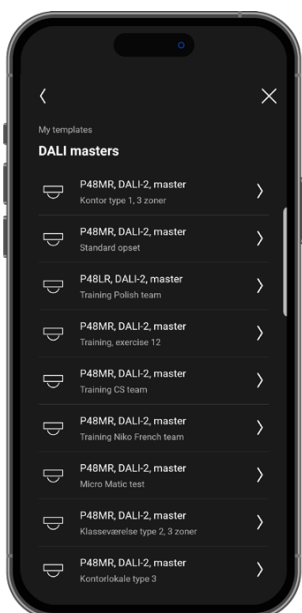 My templates
DALI masters
P48MR, DALI-2, master
Kontor type 1, 3 zoner
P48MR, DALI-2, master
Standard opset
P48LR, DALI-2, master
Training Polish team
P48MR, DALI-2, master
Training, exercise 12
P48MR, DALI-2, master
Training CS team
P48MR, DALI-2, master
Training Niko French team
P48MR, DALI-2, master
Micro Matic test
P48MR, DALI-2, master
Klasseværelse type 2, 3 zoner
P48MR, DALI-2, master
Kontorlokale type 3